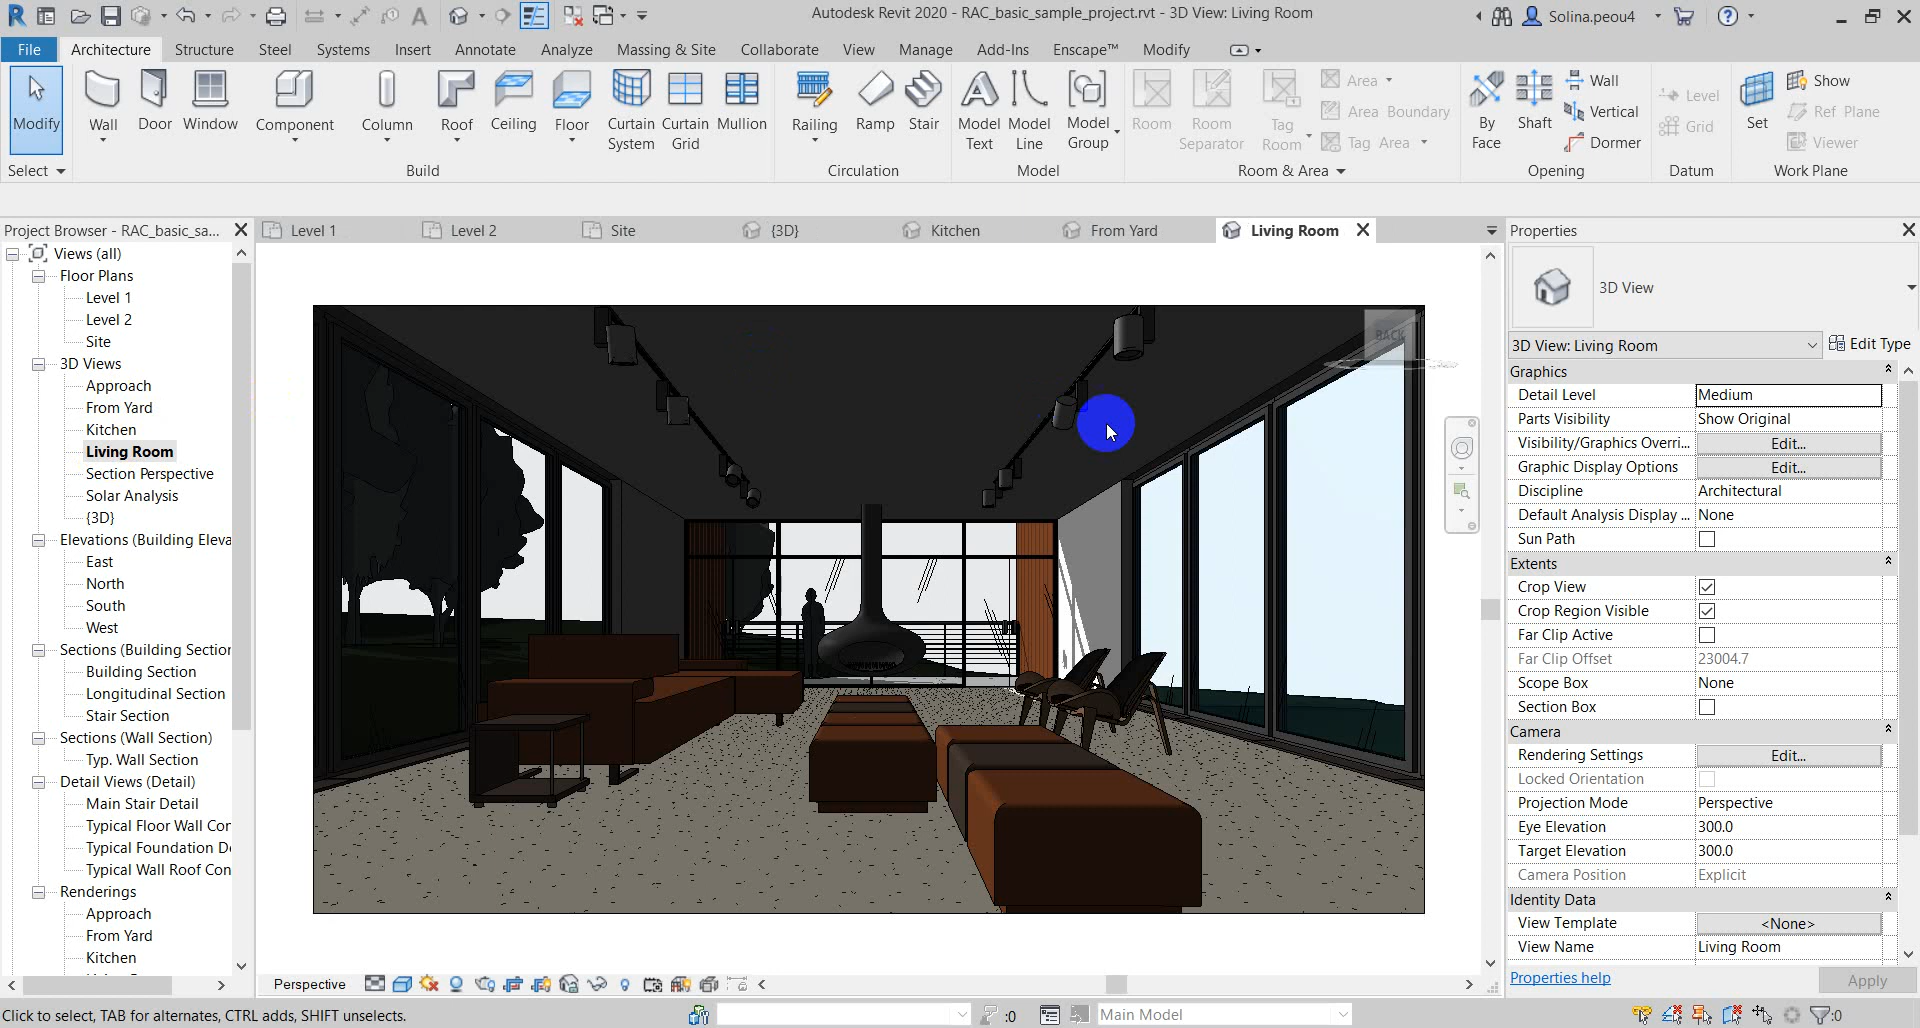 Autodesk Revit 2020 - RAC_basic_sample_project.rvt - 3D View: Living Room
Solina.peou4
File Architecture Structure Steel Systems Insert Annotate Analyze Massing & Site Collaborate View Manage Add-Ins Enscape™ Modify
Modify
Wall Door Window Component Column Roof Ceiling Floor Curtain System Curtain Grid Mullion
Railing Ramp Stair
Model Text Model Line Model Group
Room Room Separator Tag Room Area Area Boundary Tag Area
By Face Shaft Wall Vertical Dormer
Level Grid
Set Show Ref Plane Viewer
Select Build Circulation Model Room & Area Opening Datum Work Plane
Project Browser - RAC_basic_sa...
Level 1 Level 2 Site {3D} Kitchen From Yard Living Room
Properties
Views (all)
Floor Plans
Level 1
Level 2
Site
3D Views
Approach
From Yard
Kitchen
Living Room
Section Perspective
Solar Analysis
{3D}
Elevations (Building Eleva
East
North
South
West
Sections (Building Section
Building Section
Longitudinal Section
Stair Section
Sections (Wall Section)
Typ. Wall Section
Detail Views (Detail)
Main Stair Detail
Typical Floor Wall Con
Typical Foundation D
Typical Wall Roof Con
Renderings
Approach
From Yard
Kitchen
BACK
3D View
3D View: Living Room
Edit Type
Graphics
Detail Level Medium
Parts Visibility Show Original
Visibility/Graphics Overri... Edit...
Graphic Display Options Edit...
Discipline Architectural
Default Analysis Display ... None
Sun Path
Extents
Crop View
Crop Region Visible
Far Clip Active
Far Clip Offset 23004.7
Scope Box None
Section Box
Camera
Rendering Settings Edit...
Locked Orientation
Projection Mode Perspective
Eye Elevation 300.0
Target Elevation 300.0
Camera Position Explicit
Identity Data
View Template <None>
View Name Living Room
Properties help
Apply
Perspective
Click to select, TAB for alternates, CTRL adds, SHIFT unselects.
:0
Main Model
:0